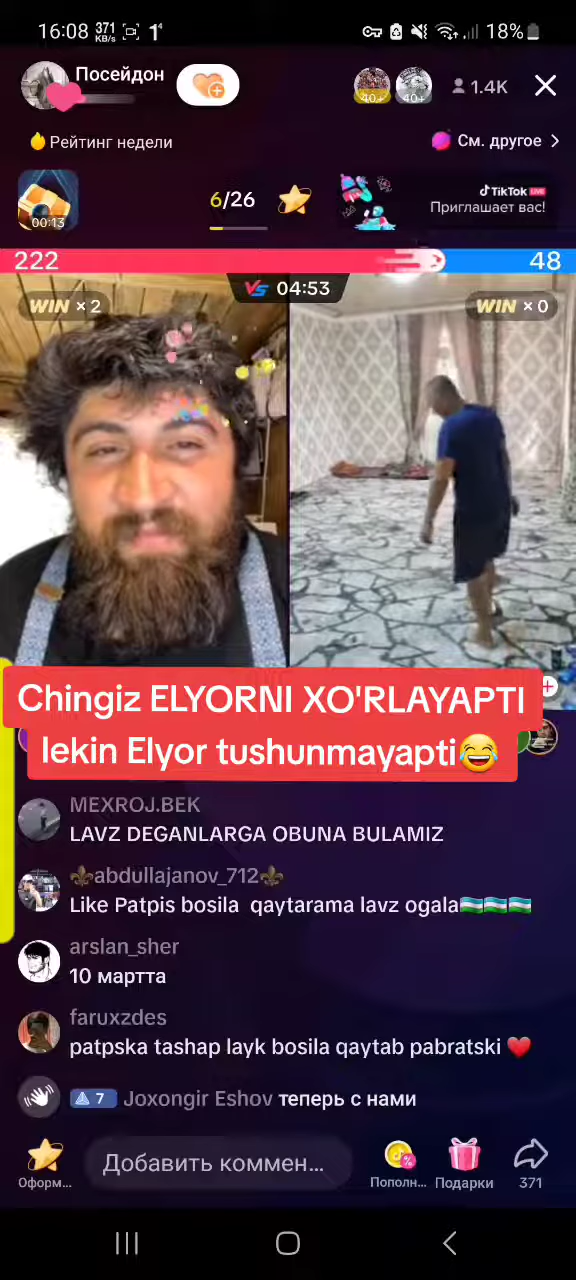 16:08 371 KB/s 1 18%
Посейдон
40+ 40+ 1.4K
Рейтинг недели
См. другое
00:13
6/26
TikTok LIVE
Приглашает вас!
222 48
VS 04:53
WIN × 2
WIN × 0
Chingiz ELYORNI XO'RLAYAPTI
lekin Elyor tushunmayapti😂
MEXROJ.BEK
LAVZ DEGANLARGA OBUNA BULAMIZ
⚜abdullajanov_712⚜
Like Patpis bosila qaytarama lavz ogala🇺🇿🇺🇿🇺🇿
arslan_sher
10 мартта
faruxzdes
patpska tashap layk bosila qaytab pabratski ❤️
7 Joxongir Eshov теперь с нами
Добавить коммен...
Оформ... Пополн... Подарки 371